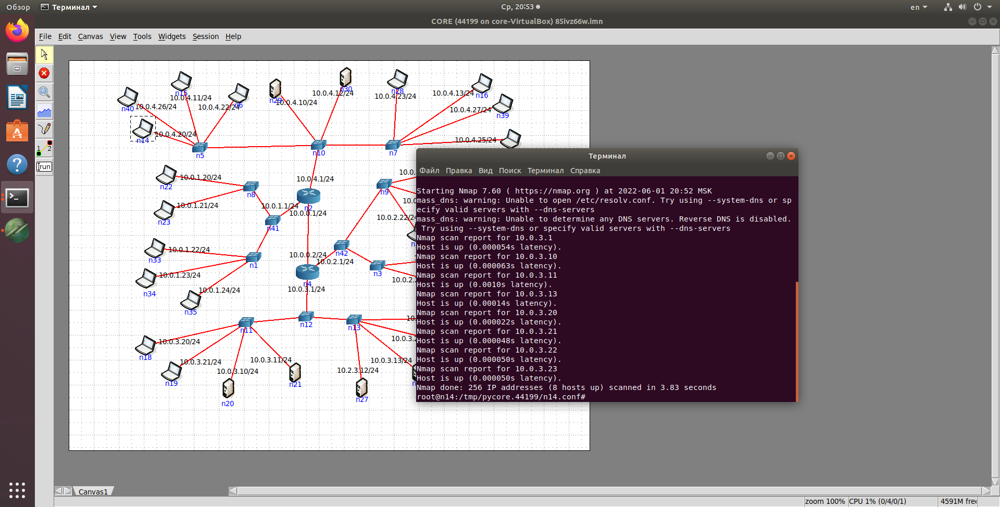 Обзор
Терминал
Ср, 20:53
en
CORE (44199 on core-VirtualBox) 85ivz66w.imn
File Edit Canvas View Tools Widgets Session Help
run
1 2
n15
10.0.4.11/24
n40
10.0.4.26/24
n6
10.0.4.22/24
n29
10.0.4.10/24
n30
10.0.4.12/24
n28
10.0.4.23/24
n16
10.0.4.13/24
n39
10.0.4.27/24
10.0.4.25/24
n14
10.0.4.20/24
n5
n10
n7
n22
10.0.1.20/24
n8
10.0.4.1/24
n2
10.0.1.1/24
10.0.0.1/24
n23
10.0.1.21/24
n41
n9
10.0.2.22/24
n33
10.0.1.22/24
n1
n34
10.0.1.23/24
n35
10.0.1.24/24
10.0.0.2/24
n42
10.0.2.1/24
n3
n4
10.0.3.1/24
n12
n11
n13
n18
10.0.3.20/24
n19
10.0.3.21/24
10.0.3.10/24
n20
10.0.3.11/24
n21
10.2.3.12/24
n27
10.0.3.13/24
Терминал
Файл Правка Вид Поиск Терминал Справка
Starting Nmap 7.60 ( https://nmap.org ) at 2022-06-01 20:52 MSK
mass_dns: warning: Unable to open /etc/resolv.conf. Try using --system-dns or sp
ecify valid servers with --dns-servers
mass_dns: warning: Unable to determine any DNS servers. Reverse DNS is disabled.
Try using --system-dns or specify valid servers with --dns-servers
Nmap scan report for 10.0.3.1
Host is up (0.000054s latency).
Nmap scan report for 10.0.3.10
Host is up (0.000063s latency).
Nmap scan report for 10.0.3.11
Host is up (0.0010s latency).
Nmap scan report for 10.0.3.13
Host is up (0.00014s latency).
Nmap scan report for 10.0.3.20
Host is up (0.000022s latency).
Nmap scan report for 10.0.3.21
Host is up (0.000048s latency).
Nmap scan report for 10.0.3.22
Host is up (0.000050s latency).
Nmap scan report for 10.0.3.23
Host is up (0.000050s latency).
Nmap done: 256 IP addresses (8 hosts up) scanned in 3.83 seconds
root@n14:/tmp/pycore.44199/n14.conf#
Canvas1
zoom 100%
CPU 1% (0/4/0/1)
4591M free